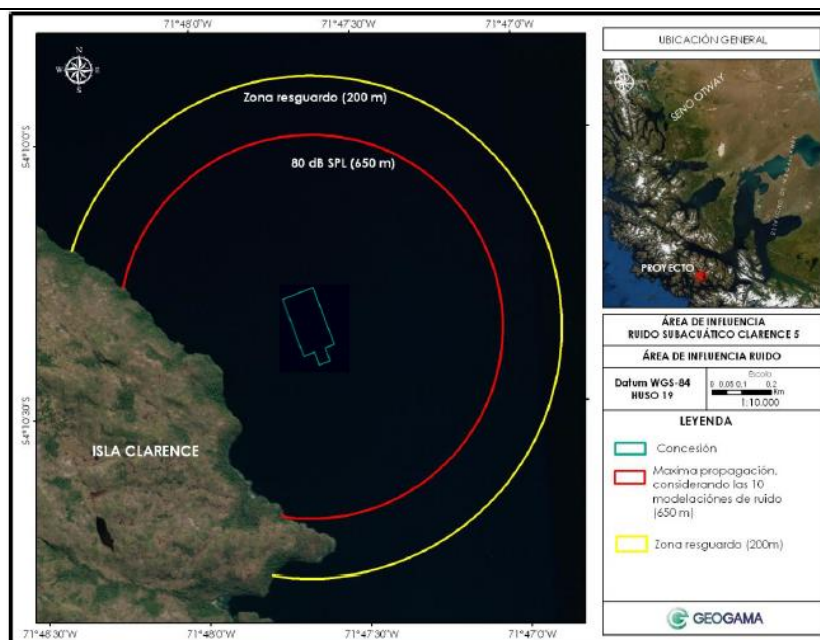 71°48'0"W
71°47'30"W
71°47'0"W
54°10'0"S
54°10'30"S
N
W
E
S
Zona resguardo (200 m)
80 dB SPL (650 m)
ISLA CLARENCE
71°48'30"W
71°48'0"W
71°47'30"W
71°47'0"W
UBICACIÓN GENERAL
SENO OTWAY
PROYECTO
ÁREA DE INFLUENCIA
RUIDO SUBACUÁTICO CLARENCE 5
ÁREA DE INFLUENCIA RUIDO
Datum WGS-84
HUSO 19
Escala
0 0,05 0,1 0,2
Km
1:10.000
LEYENDA
Concesión
Maxima propagación,
considerando las 10
modelaciónes de ruido
(650 m)
Zona resguardo (200m)
GEOGAMA